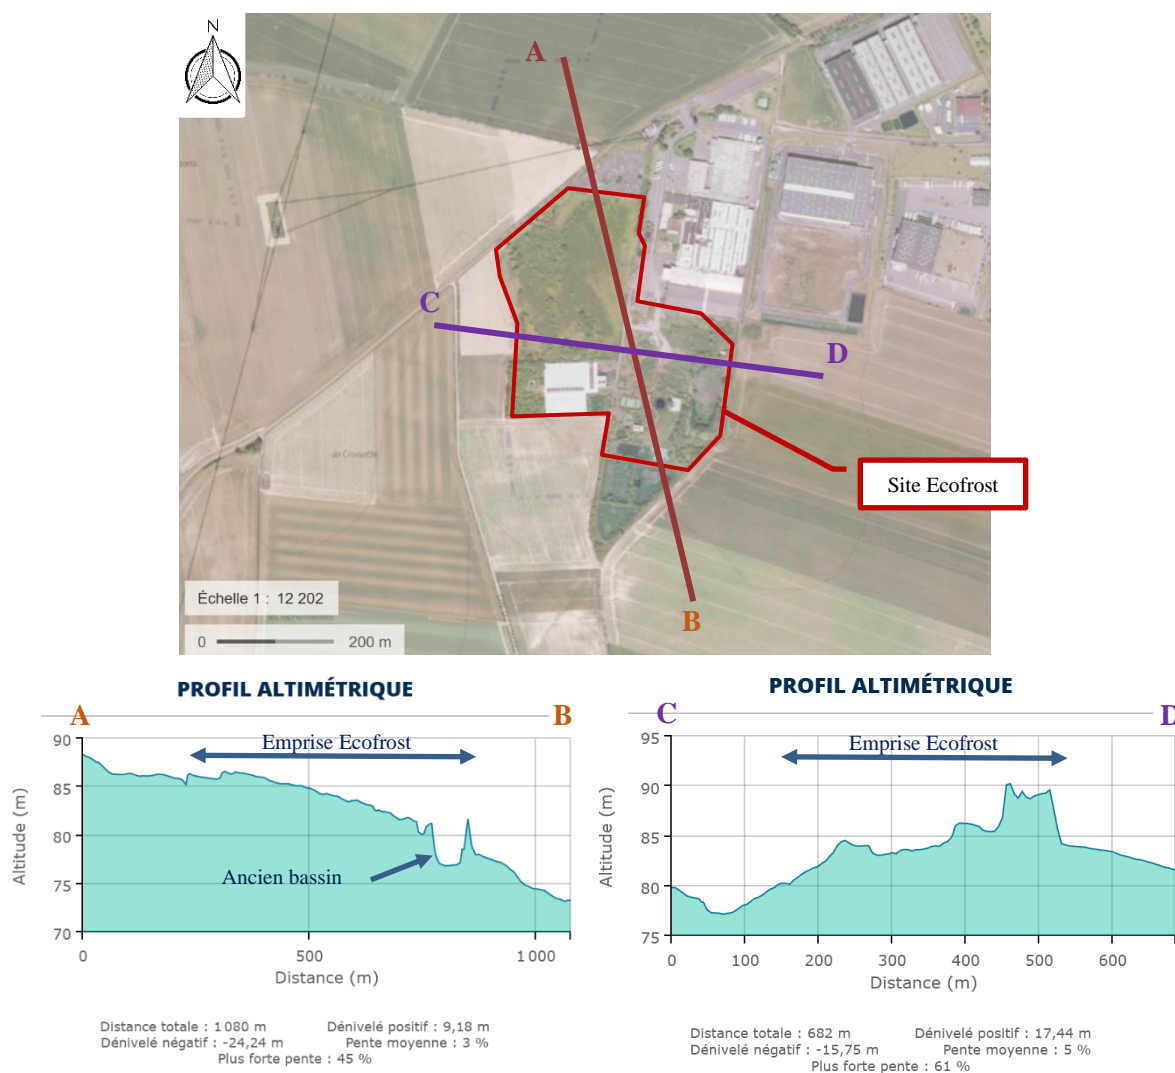 N
A
C
D
Site Ecofrost
la Croisette
Échelle 1 : 12 202
0 200 m
B
PROFIL ALTIMÉTRIQUE
A B
Emprise Ecofrost
Ancien bassin
90
85
80
75
70
Altitude (m)
0 500 1 000
Distance (m)
Distance totale : 1 080 m Dénivelé positif : 9,18 m
Dénivelé négatif : -24,24 m Pente moyenne : 3 %
Plus forte pente : 45 %
PROFIL ALTIMÉTRIQUE
C D
Emprise Ecofrost
95
90
85
80
75
Altitude (m)
0 100 200 300 400 500 600
Distance (m)
Distance totale : 682 m Dénivelé positif : 17,44 m
Dénivelé négatif : -15,75 m Pente moyenne : 5 %
Plus forte pente : 61 %